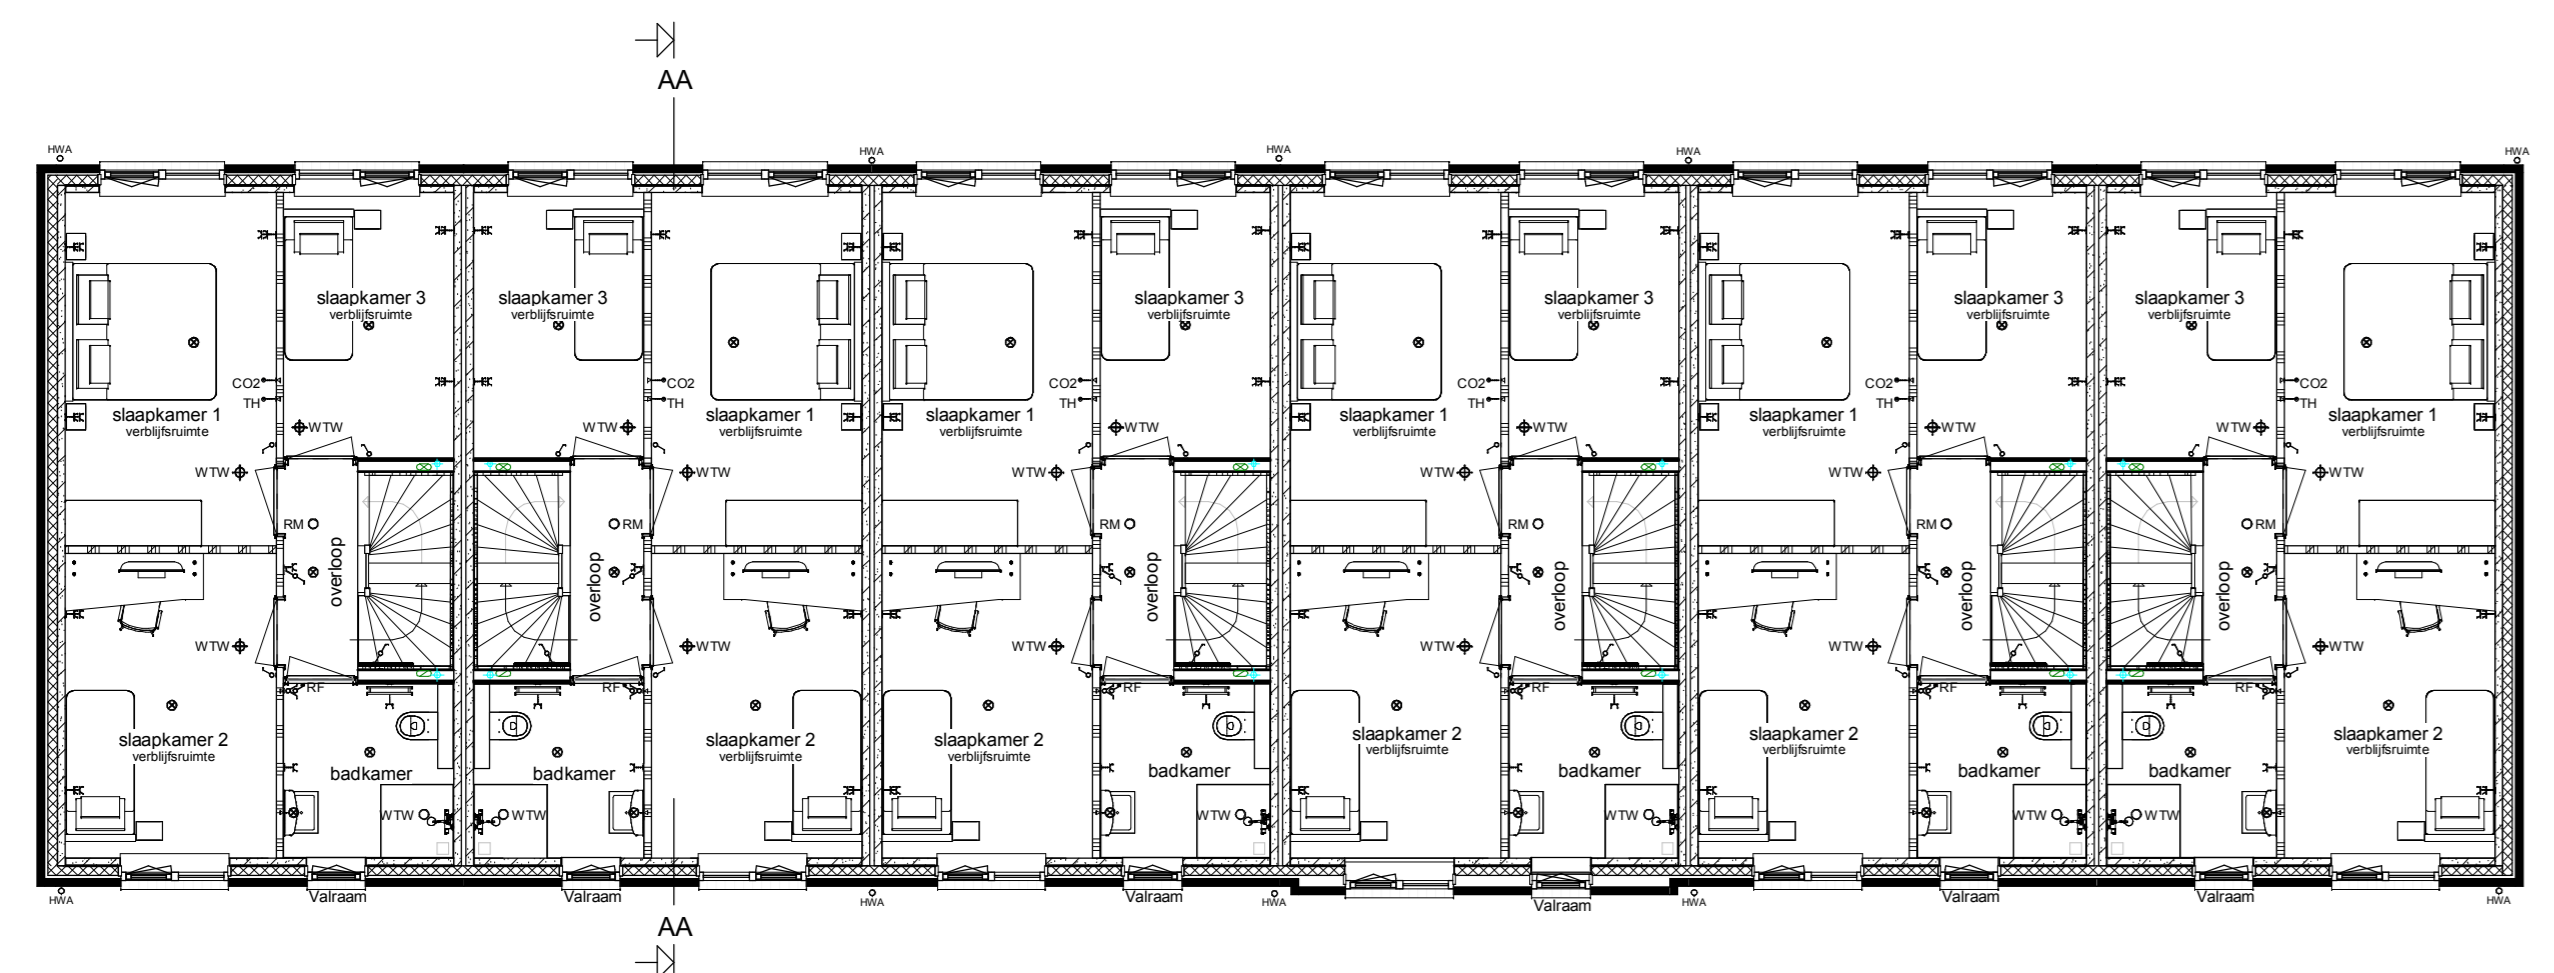 AA
HWA
HWA
HWA
HWA
HWA
slaapkamer 3
verblijfsruimte
slaapkamer 3
verblijfsruimte
slaapkamer 3
verblijfsruimte
slaapkamer 3
verblijfsruimte
slaapkamer 3
verblijfsruimte
slaapkamer 3
verblijfsruimte
CO2
CO2
CO2
CO2
CO2
CO2
TH
TH
TH
TH
TH
TH
slaapkamer 1
verblijfsruimte
slaapkamer 1
verblijfsruimte
slaapkamer 1
verblijfsruimte
slaapkamer 1
verblijfsruimte
slaapkamer 1
verblijfsruimte
slaapkamer 1
verblijfsruimte
WTW
WTW
WTW
WTW
WTW
WTW
WTW
WTW
WTW
WTW
WTW
WTW
RM
RM
RM
RM
RM
RM
overloop
overloop
overloop
overloop
overloop
overloop
WTW
WTW
WTW
WTW
WTW
WTW
RF
RF
RF
RF
RF
slaapkamer 2
verblijfsruimte
slaapkamer 2
verblijfsruimte
slaapkamer 2
verblijfsruimte
slaapkamer 2
verblijfsruimte
slaapkamer 2
verblijfsruimte
slaapkamer 2
verblijfsruimte
badkamer
badkamer
badkamer
badkamer
badkamer
badkamer
WTW
WTW
WTW
WTW
WTW
WTW
HWA
Valraam
Valraam
HWA
Valraam
HWA
Valraam
HWA
Valraam
Valraam
HWA
AA